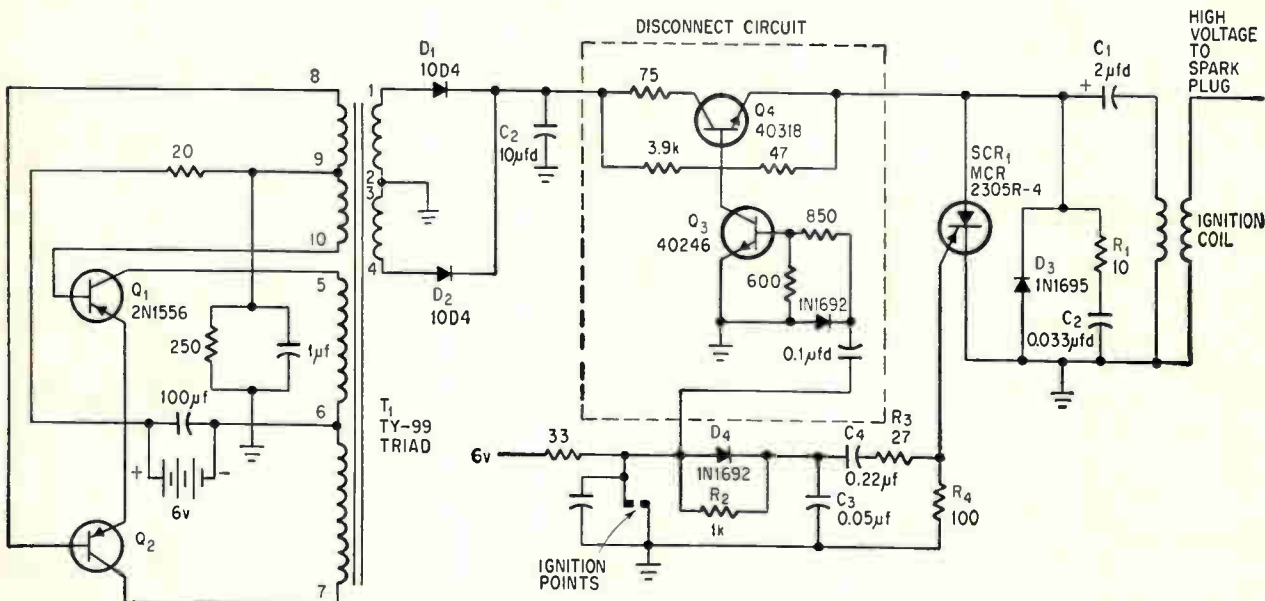 DISCONNECT CIRCUIT
HIGH
VOLTAGE
TO
SPARK
PLUG
D1
10D4
8
1
75
Q4
40318
C1
2µfd
+
C2
10µfd
20
9
3.9k
47
2
3
SCR1
MCR
2305R-4
Q3
40246
850
600
1N1692
IGNITION
COIL
10
4
D2
10D4
Q1
2N1556
5
D3
1N1695
R1
10
C2
0.033µfd
250
1µf
0.1µfd
100µf
6
T1
TY-99
TRIAD
+
-
6v
6v
33
D4
1N1692
R2
1k
C4
0.22µf
R3
27
C3
0.05µf
R4
100
Q2
7
IGNITION
POINTS